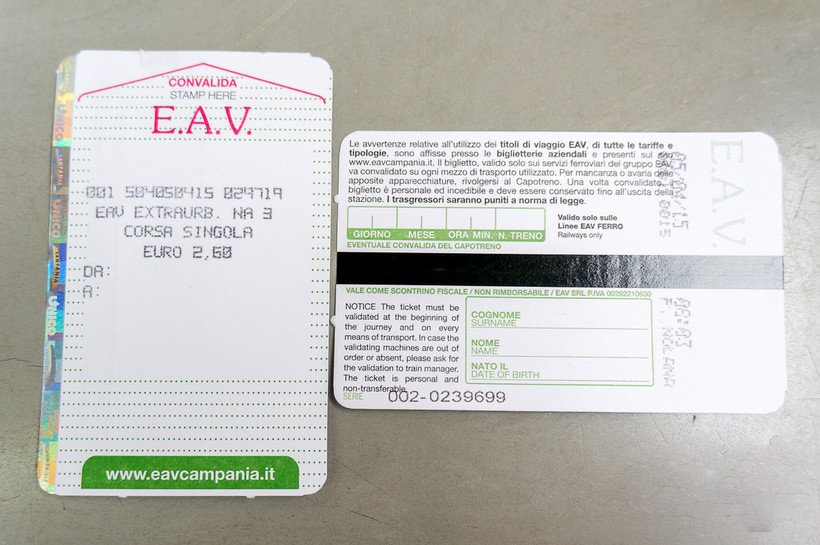 CONVALIDA
STAMP HERE
E.A.V.
001 504050415 029719
EAV EXTRAURB. NA 3
CORSA SINGOLA
EURO 2,60
DA:
A:
www.eavcampania.it
UNICO
CAMPANIA
UNICO
CAMPANIA
UNICO
Le avvertenze relative all'utilizzo dei titoli di viaggio EAV, di tutte le tariffe e
tipologie, sono affisse presso le biglietterie aziendali e presenti sul
www.eavcampania.it. Il biglietto, valido solo sui servizi ferroviari del gruppo EAV,
va convalidato su ogni mezzo di trasporto utilizzato. Per mancanza o avaria delle
apposite apparecchiature, rivolgersi al Capotreno. Una volta convalidato,
biglietto è personale ed incedibile e deve essere conservato fino all'uscita della
stazione. I trasgressori saranno puniti a norma di legge.
GIORNO MESE ORA MIN. N. TRENO
EVENTUALE CONVALIDA DEL CAPOTRENO
Valido solo sulle
Linee EAV FERRO
Railways only
E.A.V.
VALE COME SCONTRINO FISCALE / NON RIMBORSABILE / EAV SRL P.IVA 00292210630
NOTICE The ticket must be
validated at the beginning of
the journey and on every
means of transport. In case the
validating machines are out of
order or absent, please ask for
the validation to train manager.
The ticket is personal and
non-transferable.
COGNOME
SURNAME
NOME
NAME
NATO IL
DATE OF BIRTH
SERIE 002-0239699
F. NOLANA